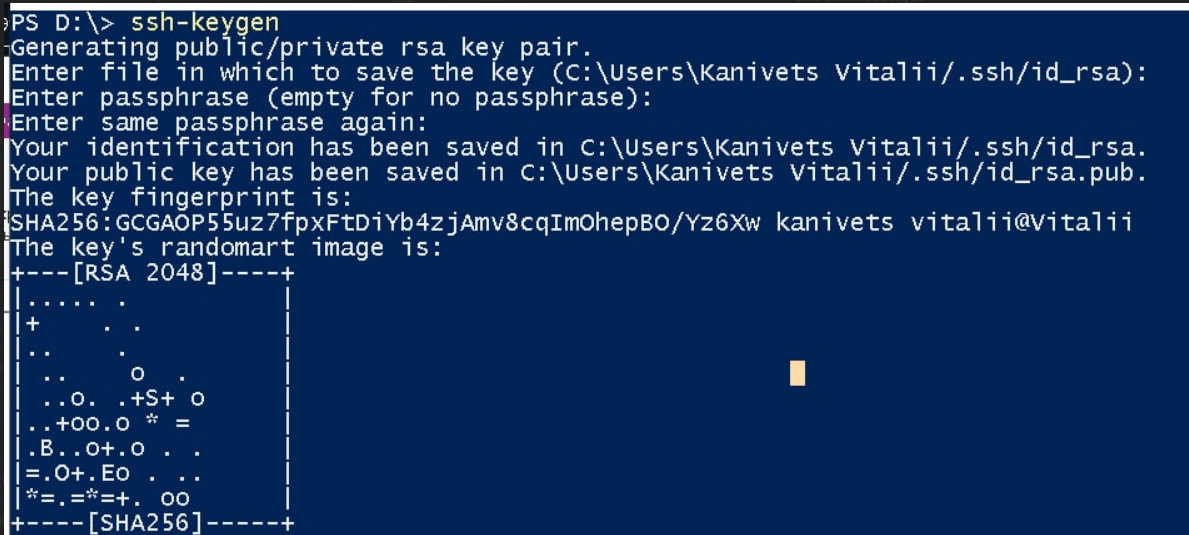 PS D:\> ssh-keygen
Generating public/private rsa key pair.
Enter file in which to save the key (C:\Users\Kanivets Vitalii/.ssh/id_rsa):
Enter passphrase (empty for no passphrase):
Enter same passphrase again:
Your identification has been saved in C:\Users\Kanivets Vitalii/.ssh/id_rsa.
Your public key has been saved in C:\Users\Kanivets Vitalii/.ssh/id_rsa.pub.
The key fingerprint is:
SHA256:GCGAOP55uz7fpxFtDiYb4zjAmv8cqImOhepBO/Yz6Xw kanivets vitalii@Vitalii
The key's randomart image is:
+---[RSA 2048]----+
|..... .          |
|+    . .         |
|..     .         |
| ..     o  .     |
| ..o. .+S+ o     |
|..+oo.o * =      |
|.B..o+.o . .     |
|=.O+.Eo . ..     |
|*=.=*=+. oo      |
+----[SHA256]-----+